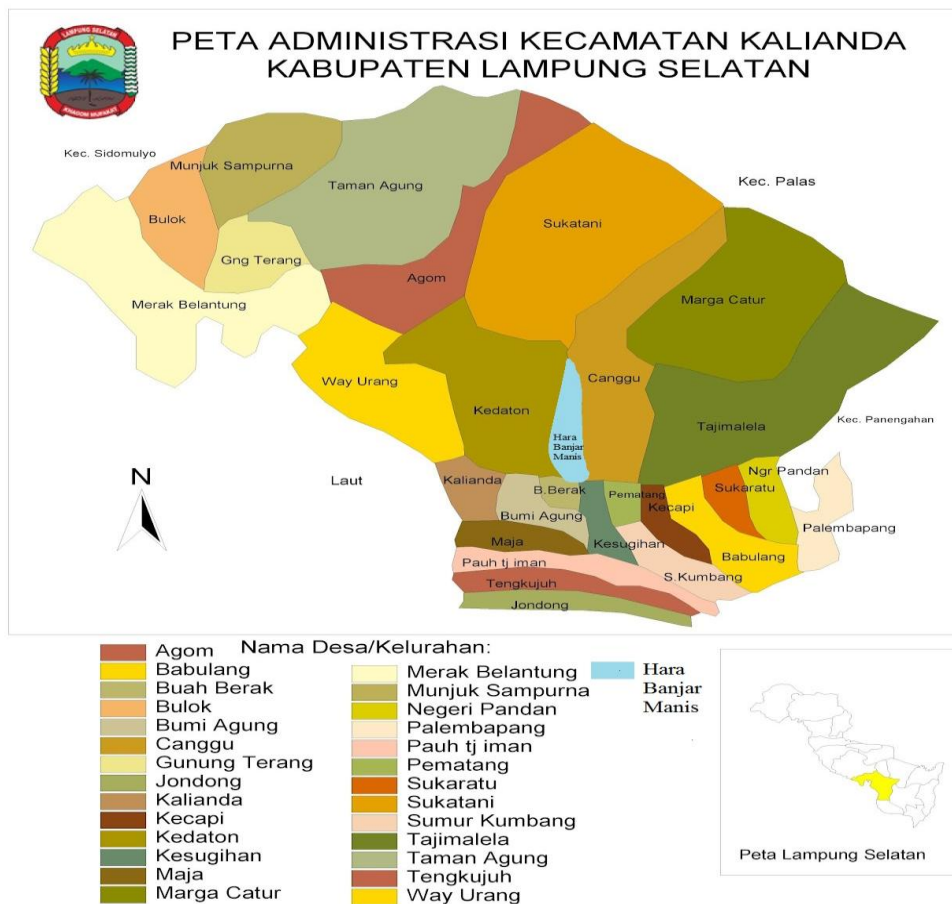 LAMPUNG SELATAN
PETA ADMINISTRASI KECAMATAN KALIANDA
KABUPATEN LAMPUNG SELATAN
Kec. Sidomulyo
Munjuk Sampurna
Taman Agung
Kec. Palas
Bulok
Sukatani
Gng Terang
Agom
Merak Belantung
Marga Catur
Way Urang
Canggu
Kedaton
Kec. Panengahan
Tajimalela
Hara
Banjar
Manis
N
Laut
Kalianda
B.Berak
Pematang
Ngr Pandan
Sukaratu
Kecapi
Bumi Agung
Palembapang
Maja
Kesugihan
Babulang
Pauh tj iman
S.Kumbang
Tengkujuh
Jondong
Nama Desa/Kelurahan:
Agom
Babulang
Buah Berak
Bulok
Bumi Agung
Canggu
Gunung Terang
Jondong
Kalianda
Kecapi
Kedaton
Kesugihan
Maja
Marga Catur
Merak Belantung
Munjuk Sampurna
Negeri Pandan
Palembapang
Pauh tj iman
Pematang
Sukaratu
Sukatani
Sumur Kumbang
Tajimalela
Taman Agung
Tengkujuh
Way Urang
Hara
Banjar
Manis
Peta Lampung Selatan